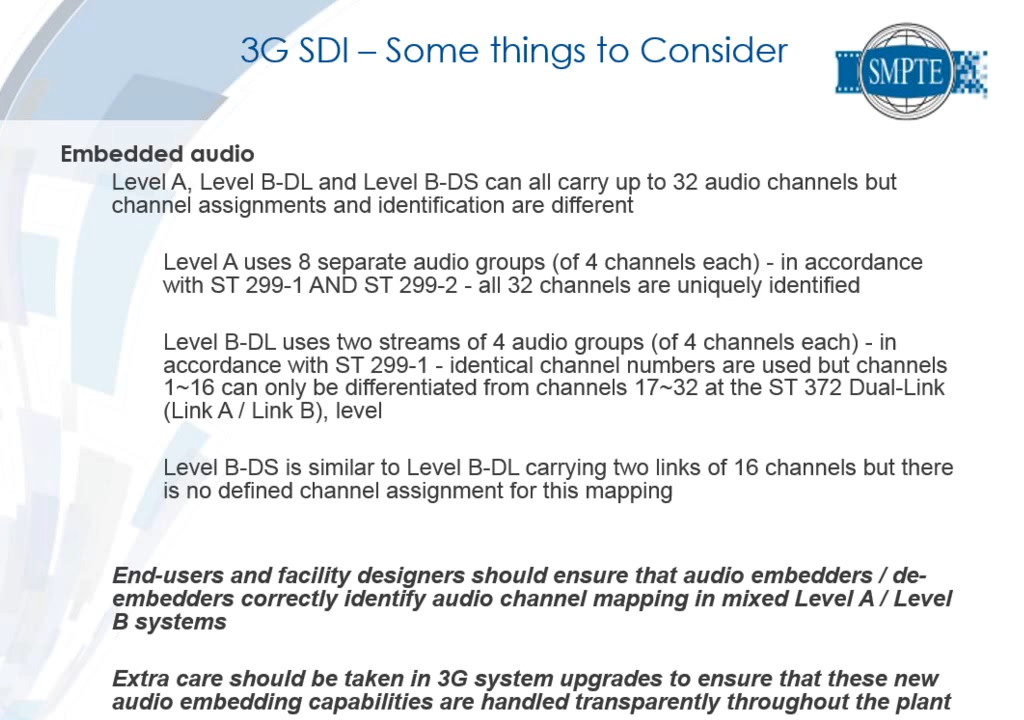 3G SDI – Some things to Consider
SMPTE
Embedded audio
Level A, Level B-DL and Level B-DS can all carry up to 32 audio channels but
channel assignments and identification are different
Level A uses 8 separate audio groups (of 4 channels each) - in accordance
with ST 299-1 AND ST 299-2 - all 32 channels are uniquely identified
Level B-DL uses two streams of 4 audio groups (of 4 channels each) - in
accordance with ST 299-1 - identical channel numbers are used but channels
1~16 can only be differentiated from channels 17~32 at the ST 372 Dual-Link
(Link A / Link B), level
Level B-DS is similar to Level B-DL carrying two links of 16 channels but there
is no defined channel assignment for this mapping
End-users and facility designers should ensure that audio embedders / de-
embedders correctly identify audio channel mapping in mixed Level A / Level
B systems
Extra care should be taken in 3G system upgrades to ensure that these new
audio embedding capabilities are handled transparently throughout the plant